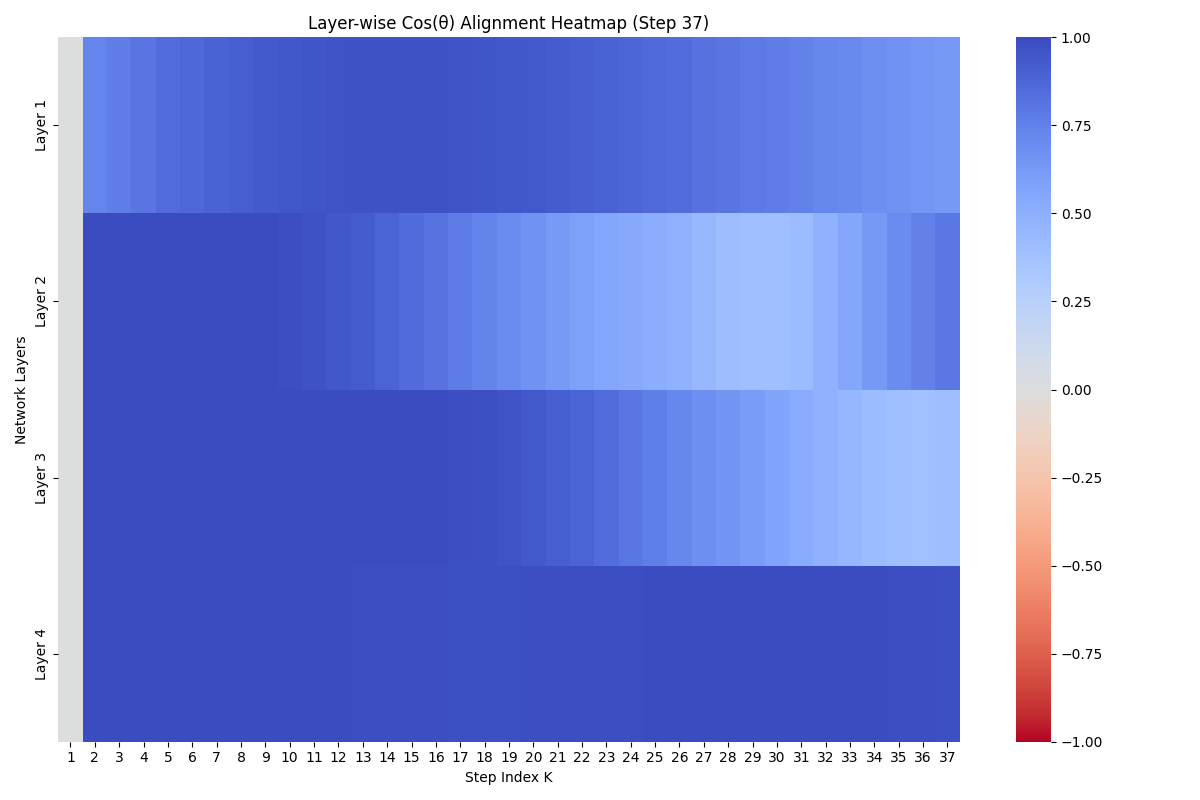 Layer-wise Cos(θ) Alignment Heatmap (Step 37)
Network Layers
Layer 1
Layer 2
Layer 3
Layer 4
1 2 3 4 5 6 7 8 9 10 11 12 13 14 15 16 17 18 19 20 21 22 23 24 25 26 27 28 29 30 31 32 33 34 35 36 37
Step Index K
1.00
0.75
0.50
0.25
0.00
−0.25
−0.50
−0.75
−1.00